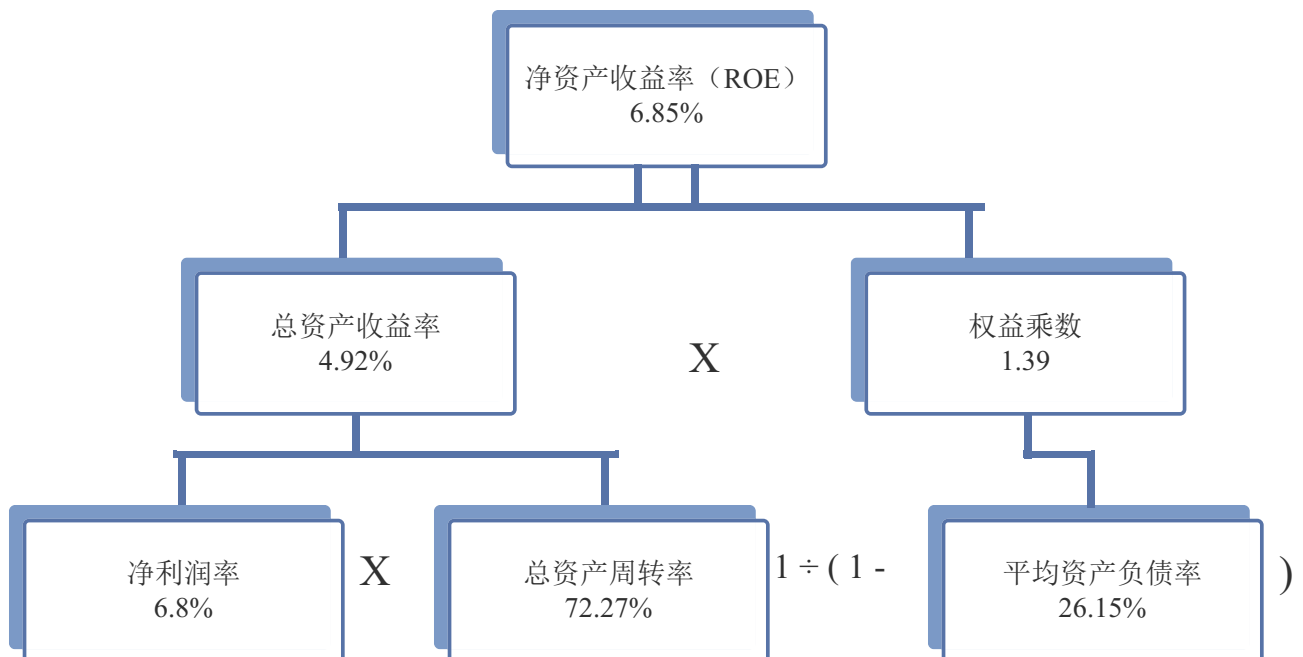 净资产收益率（ROE）
6.85%
总资产收益率
4.92%
X
权益乘数
1.39
净利润率
6.8%
X
总资产周转率
72.27%
1 ÷ ( 1 -
平均资产负债率
26.15%
)